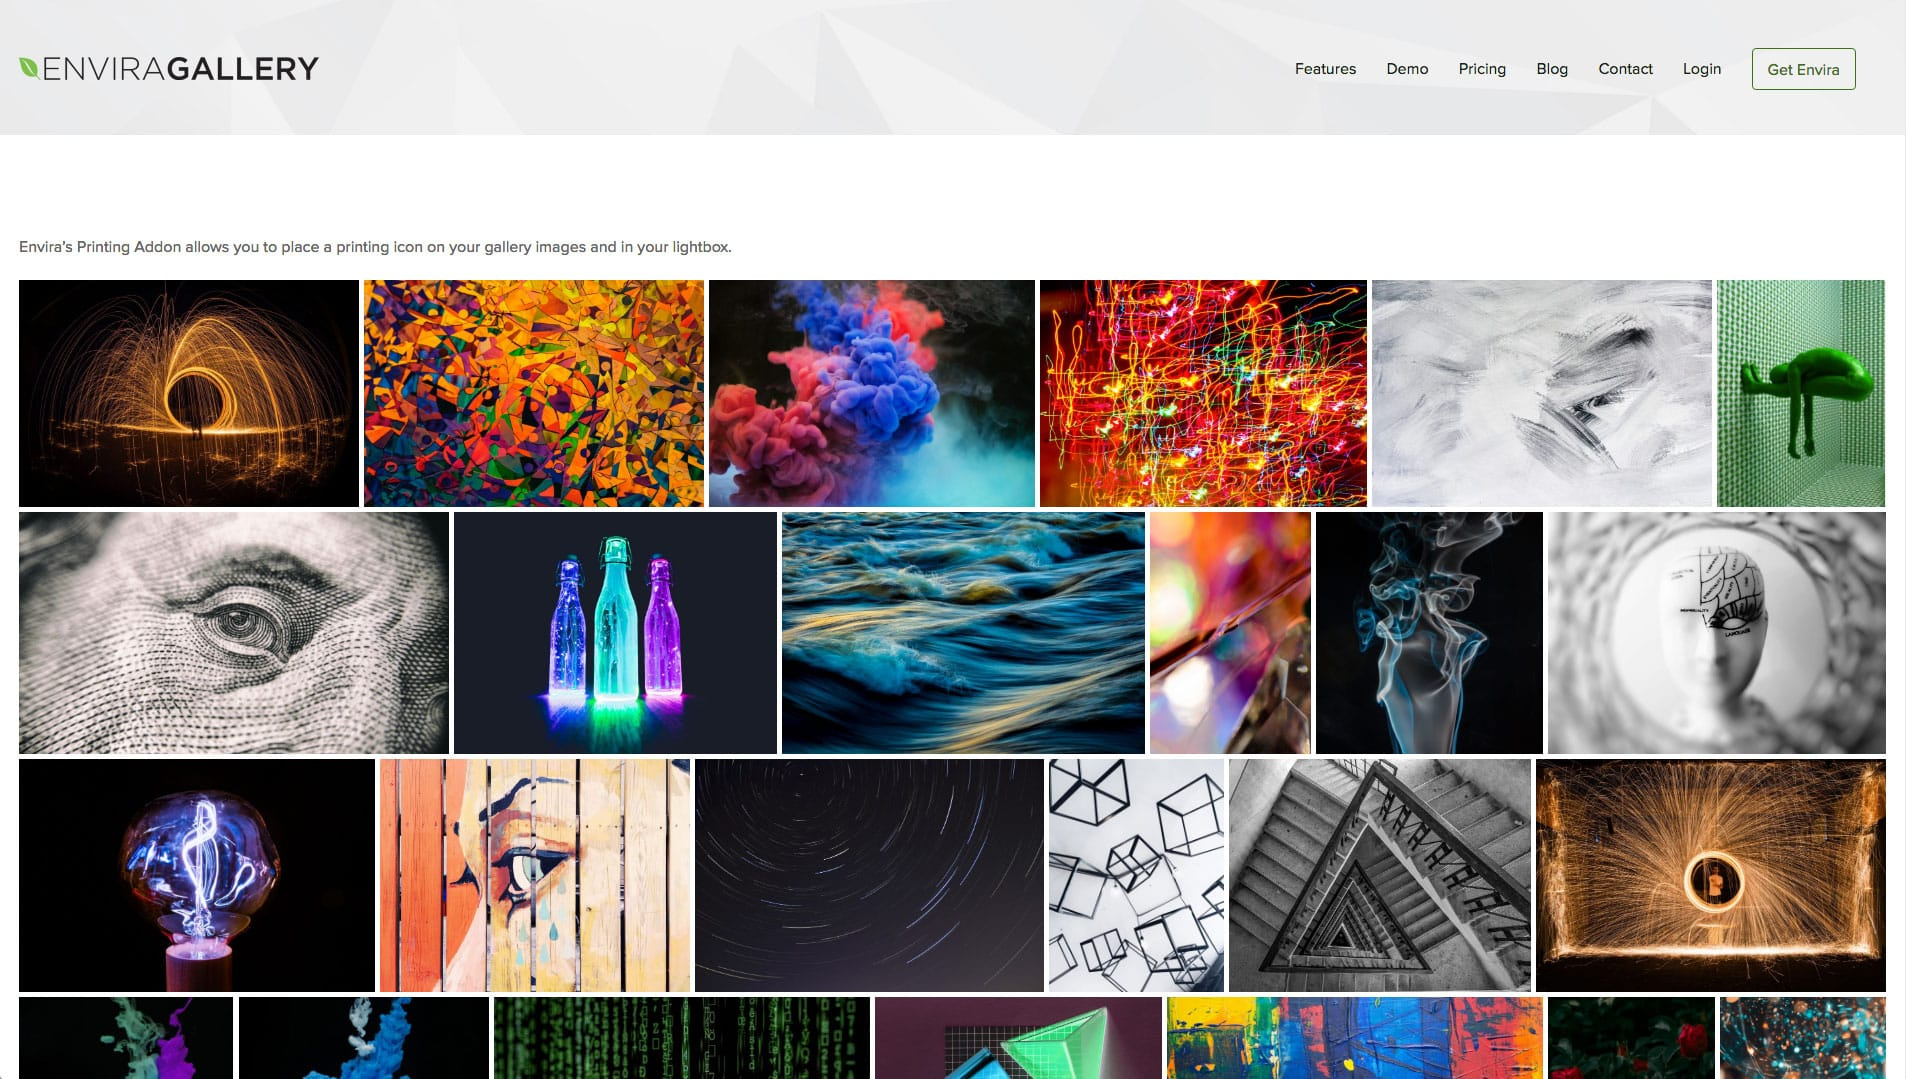 ENVIRAGALLERY
Features
Demo
Pricing
Blog
Contact
Login
Get Envira
Envira's Printing Addon allows you to place a printing icon on your gallery images and in your lightbox.
LANGUAGE